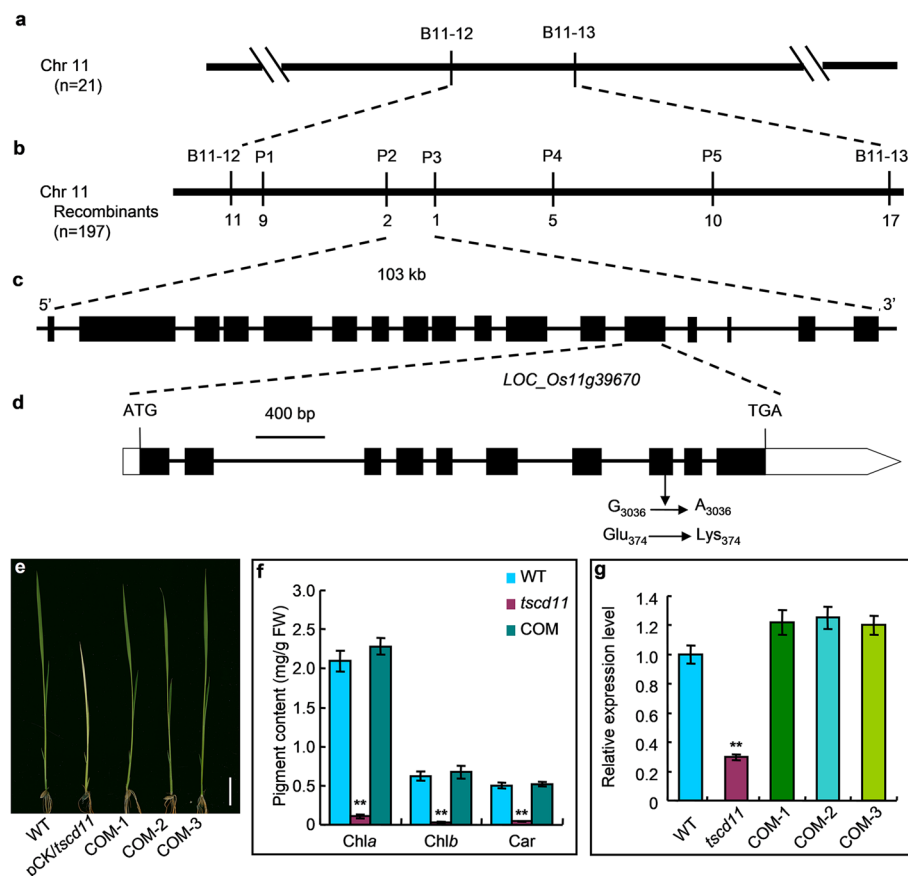 a
B11-12 B11-13
Chr 11
(n=21)
b
B11-12 P1 P2 P3 P4 P5 B11-13
Chr 11
Recombinants
(n=197)
11 9 2 1 5 10 17
103 kb
c
5’ 3’
LOC_Os11g39670
d
ATG 400 bp TGA
G3036 A3036
Glu374 Lys374
e
WT
pCK/tscd11
COM-1
COM-2
COM-3
f
WT
tscd11
COM
Pigment content (mg/g FW)
3.0
2.5
2.0
1.5
1.0
0.5
0
** ** **
Chla Chlb Car
g
Relative expression level
1.4
1.2
1.0
0.8
0.6
0.4
0.2
0
**
WT
tscd11
COM-1
COM-2
COM-3